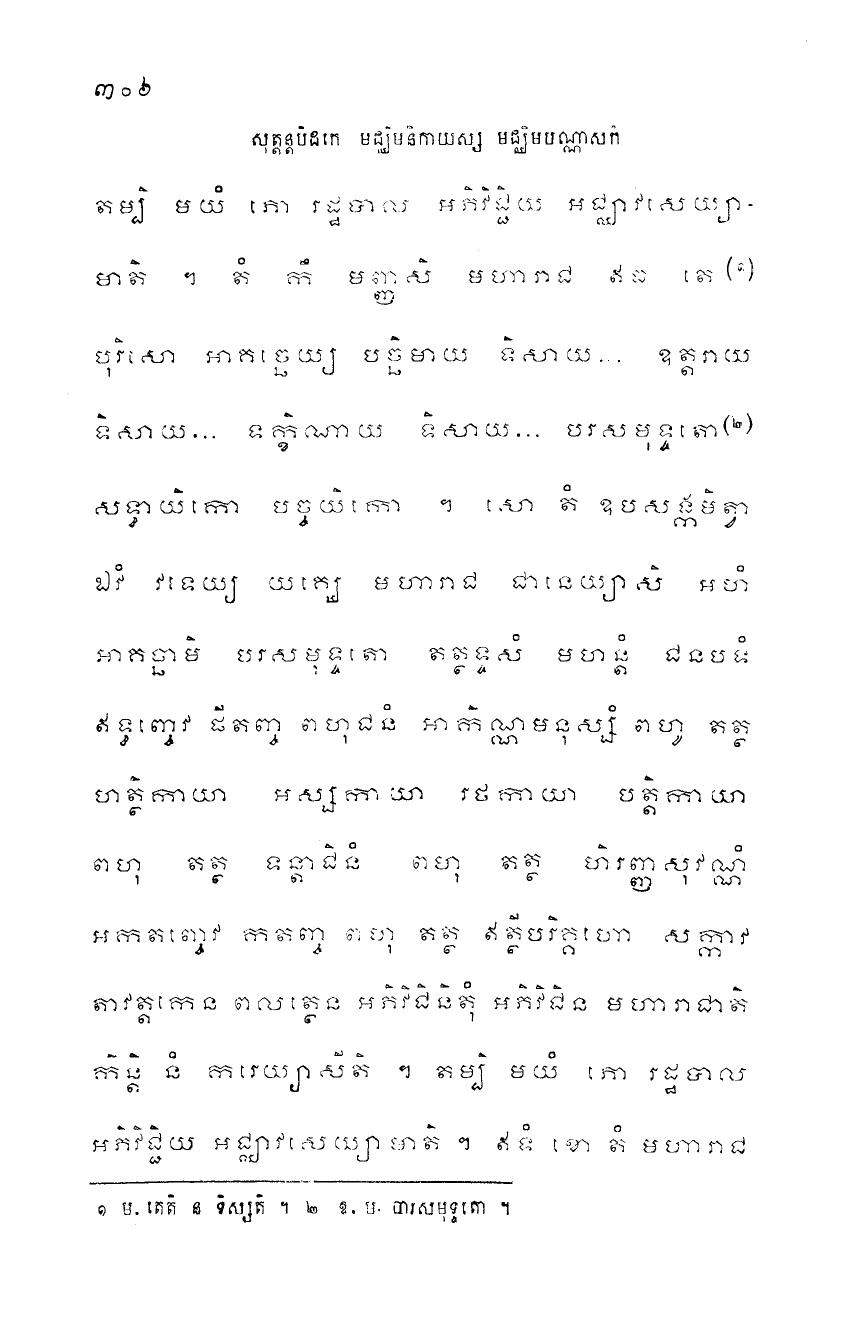 ៣០៦
សុត្តន្តបិដកេ មជ្ឈិមនិកាយស្ស មជ្ឈិមបណ្ណាសកំ
តម្បិ មយំ ភោ រដ្ឋបាល អភិវិជ្ជិយ អជ្ឈាវសេយ្យា-
មាតិ ។ តំ កឹ មញ្ញសិ មហារាជ ឥធ តេ (១)
បុរិសោ អាគច្ឆេយ្យ បច្ឆិមាយ ទិសាយ... ឧត្តរាយ
ទិសាយ... ទក្ខិណាយ ទិសាយ... បរសមុទ្ទតោ (២)
សទ្ធាយិកោ បច្ចយិកោ ។ សោ តំ ឧបសង្កមិត្វា
ឯវំ វទេយ្យ យគ្ឃេ មហារាជ ជានេយ្យាសិ អហំ
អាគច្ឆាមិ បរសមុទ្ទតោ តត្ថទ្ទសំ មហន្តំ ជនបទំ
ឥទ្ធញ្ចេវ ផីតញ្ច ពហុជនំ អាកិណ្ណមនុស្សំ ពហូ តត្ថ
ហត្ថិកាយា អស្សកាយា រថកាយា បត្តិកាយា
ពហុ តត្ថ ទន្តាជិនំ ពហុ តត្ថ ហិរញ្ញសុវណ្ណំ
អកតញ្ចេវ កតញ្ច ពហុ តត្ថ ឥត្ថីបរិគ្គហោ សក្កាវ
តាវត្តកេន ពលត្ថេន អភិវិជិនិតុំ អភិវិជិន មហារាជាតិ
កិន្តិ នំ ករេយ្យាសីតិ ។ តម្បិ មយំ ភោ រដ្ឋបាល
អភិវិជ្ជិយ អជ្ឈាវសេយ្យាមាតិ ។ ឥទំ ខោ តំ មហារាជ
១ ម. តេតិ ន ទិស្សតិ ។ ២ ឱ. ម. បារសមុទ្ទតោ ។